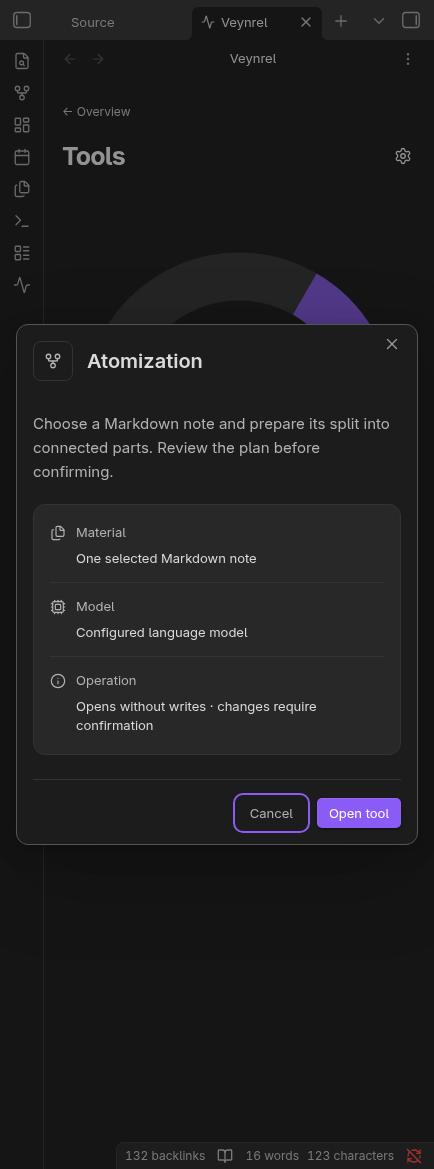 Source
Veynrel
Veynrel
← Overview
Tools
Atomization
Choose a Markdown note and prepare its split into
connected parts. Review the plan before
confirming.
Material
One selected Markdown note
Model
Configured language model
Operation
Opens without writes · changes require
confirmation
Cancel
Open tool
132 backlinks
16 words
123 characters